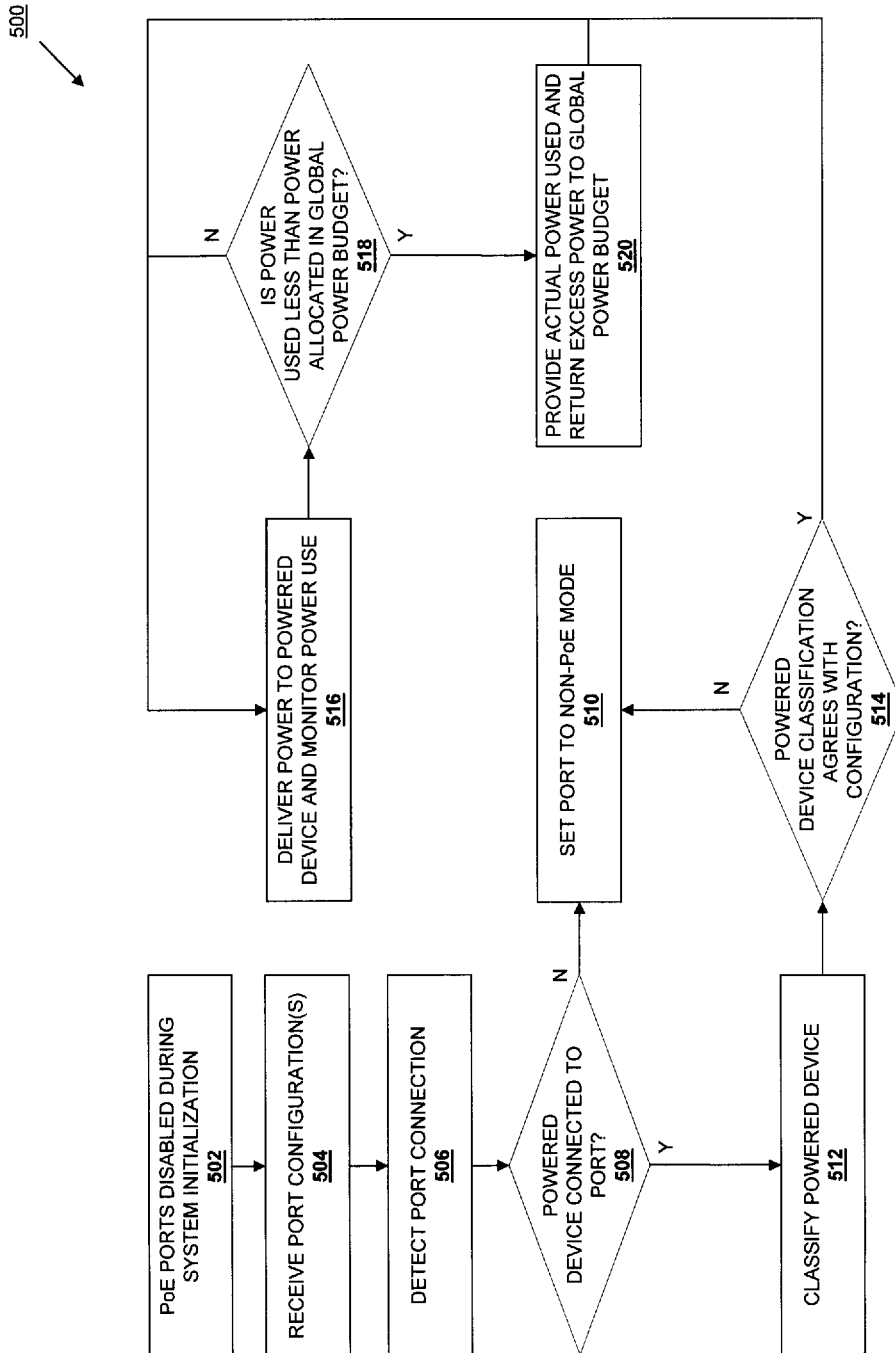 500
PoE PORTS DISABLED DURING
SYSTEM INITIALIZATION
502
RECEIVE PORT CONFIGURATION(S)
504
DETECT PORT CONNECTION
506
POWERED
DEVICE CONNECTED TO
PORT?
508
N
Y
SET PORT TO NON-PoE MODE
510
CLASSIFY POWERED DEVICE
512
POWERED
DEVICE CLASSIFICATION
AGREES WITH
CONFIGURATION?
514
N
Y
DELIVER POWER TO POWERED
DEVICE AND MONITOR POWER USE
516
IS POWER
USED LESS THAN POWER
ALLOCATED IN GLOBAL
POWER BUDGET?
518
N
Y
PROVIDE ACTUAL POWER USED AND
RETURN EXCESS POWER TO GLOBAL
POWER BUDGET
520